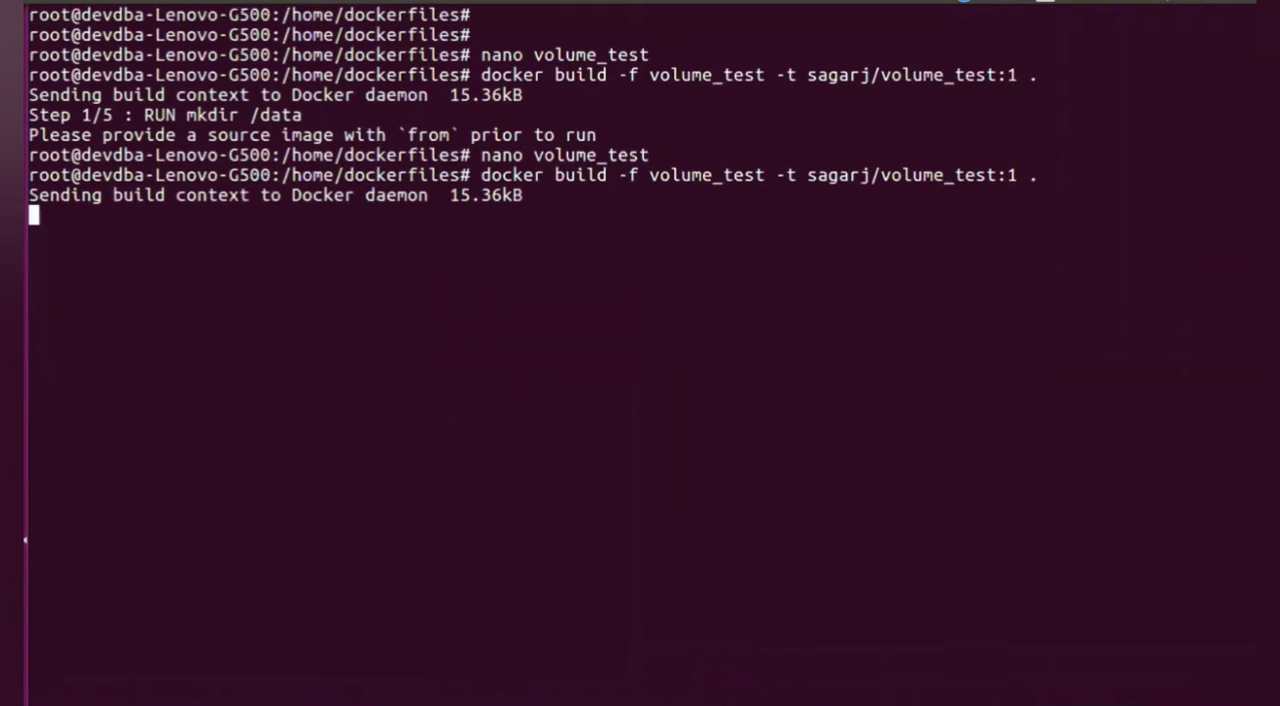 root@devdba-Lenovo-G500:/home/dockerfiles#
root@devdba-Lenovo-G500:/home/dockerfiles#
root@devdba-Lenovo-G500:/home/dockerfiles# nano volume_test
root@devdba-Lenovo-G500:/home/dockerfiles# docker build -f volume_test -t sagarj/volume_test:1 .
Sending build context to Docker daemon  15.36kB
Step 1/5 : RUN mkdir /data
Please provide a source image with `from` prior to run
root@devdba-Lenovo-G500:/home/dockerfiles# nano volume_test
root@devdba-Lenovo-G500:/home/dockerfiles# docker build -f volume_test -t sagarj/volume_test:1 .
Sending build context to Docker daemon  15.36kB